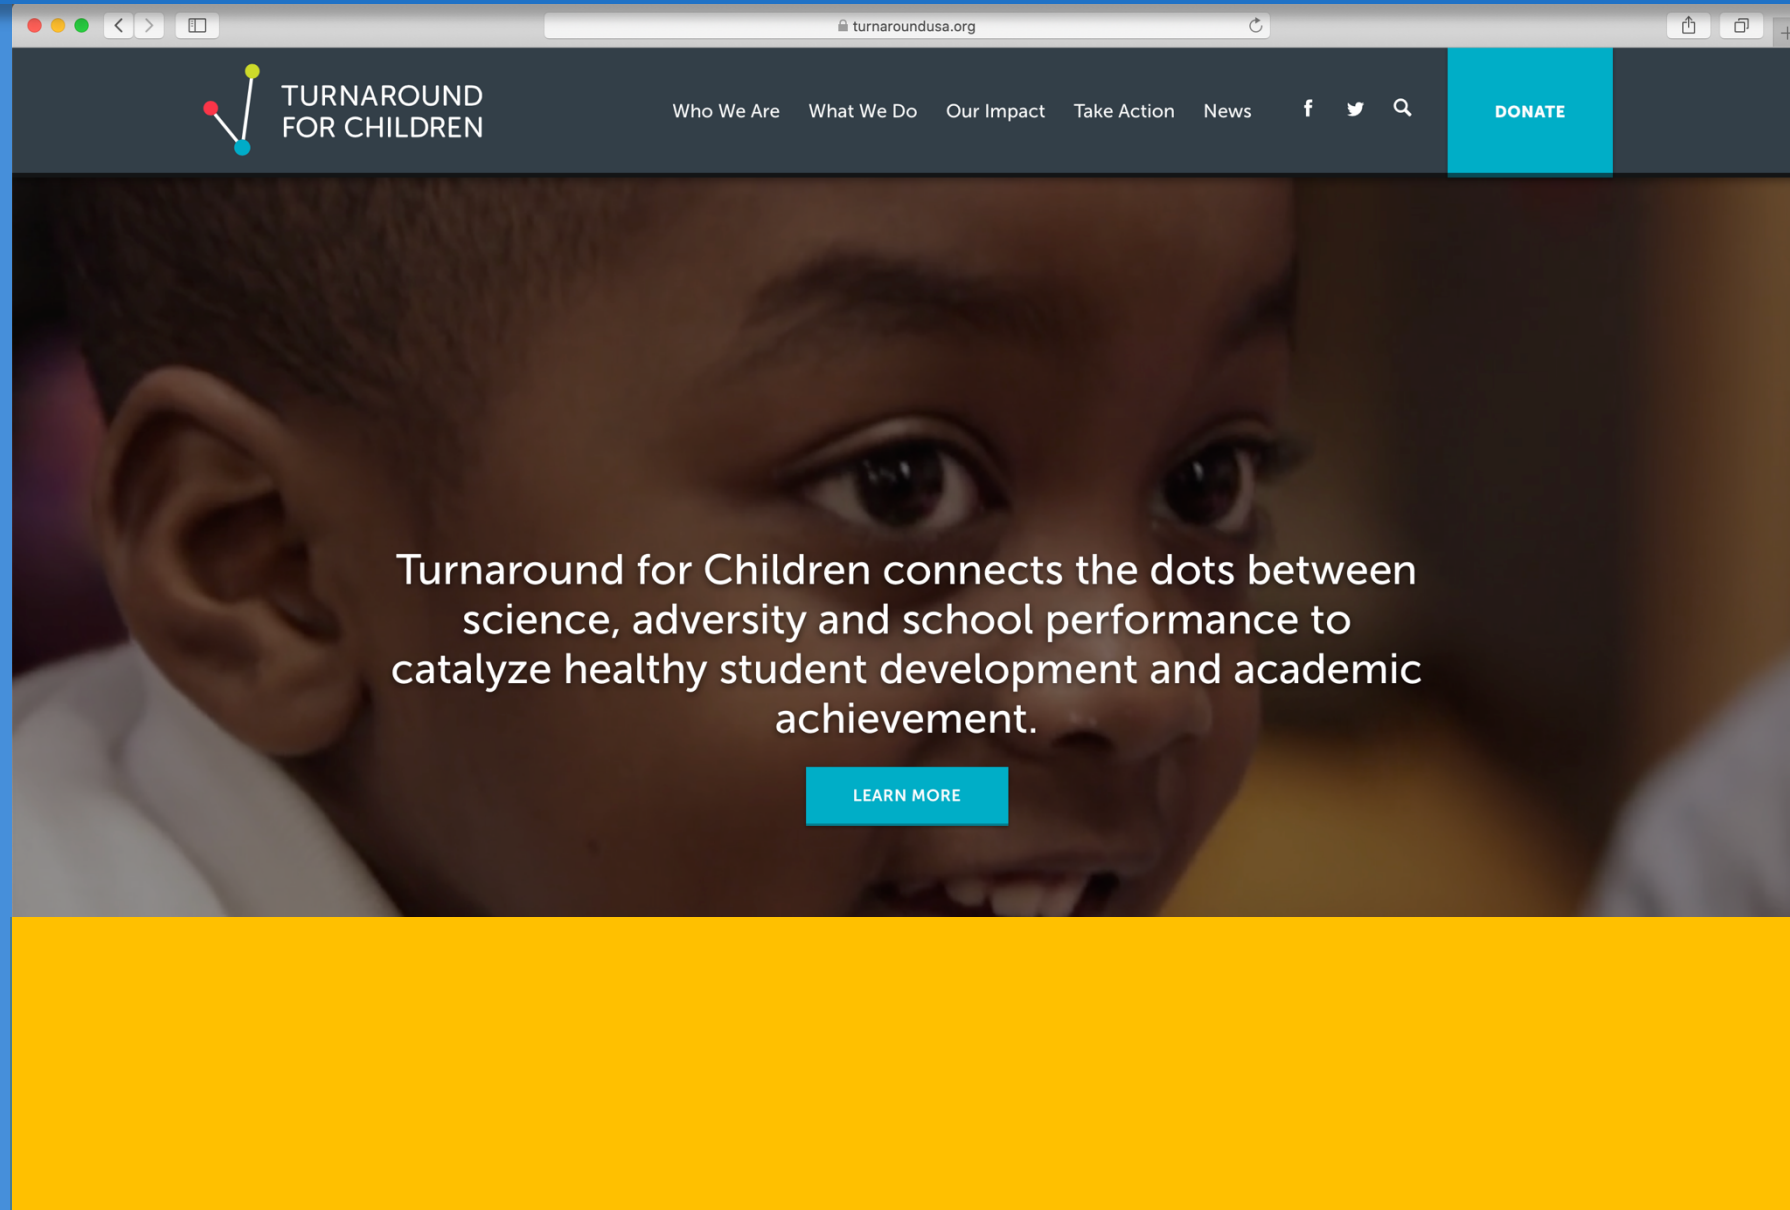 turnaroundusa.org
TURNAROUND
FOR CHILDREN
Who We Are What We Do Our Impact Take Action News f DONATE
Turnaround for Children connects the dots between
science, adversity and school performance to
catalyze healthy student development and academic
achievement.
LEARN MORE